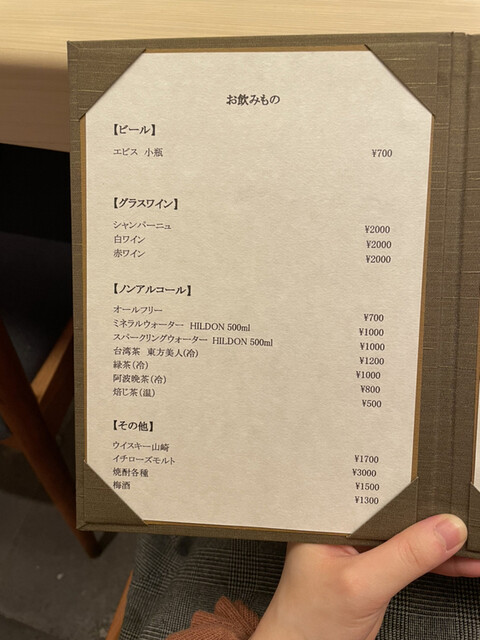 お飲みもの
【ビール】
エビス 小瓶 ¥700
【グラスワイン】
シャンパーニュ ¥2000
白ワイン ¥2000
赤ワイン ¥2000
【ノンアルコール】
オールフリー ¥700
ミネラルウォーター HILDON 500ml ¥1000
スパークリングウォーター HILDON 500ml ¥1000
台湾茶 東方美人(冷) ¥1200
緑茶(冷) ¥1000
阿波晩茶(冷) ¥800
焙じ茶(温) ¥500
【その他】
ウイスキー山崎 ¥1700
イチローズモルト ¥3000
焼酎各種 ¥1500
梅酒 ¥1300